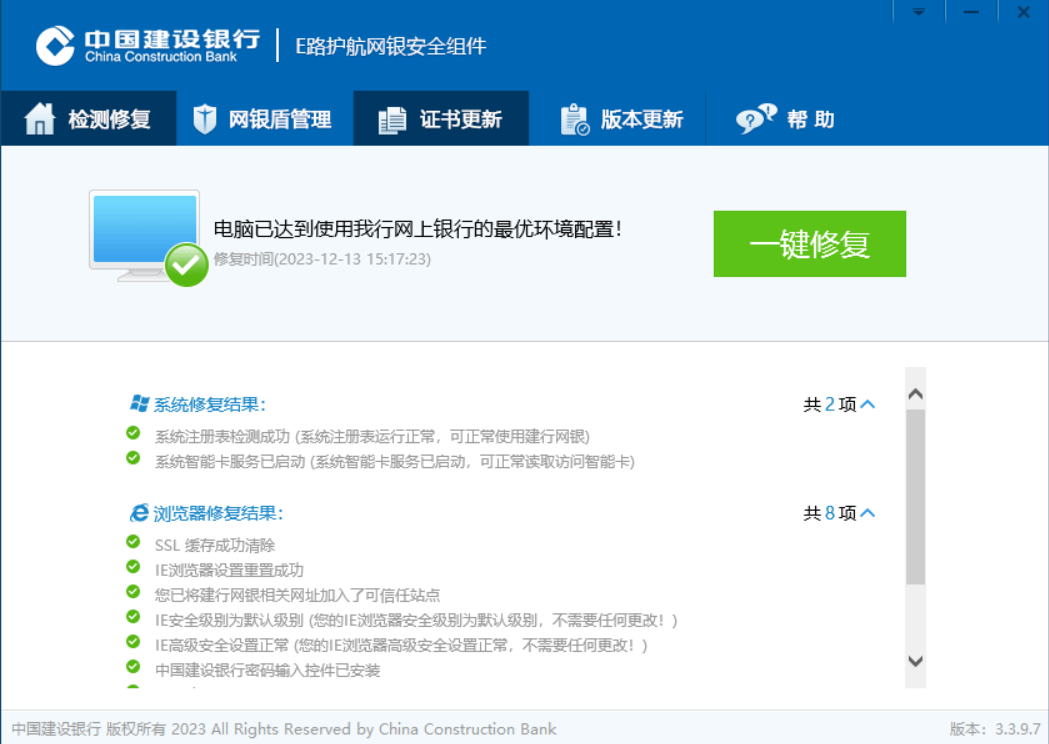 中国建设银行
China Construction Bank
E路护航网银安全组件
检测修复 网银盾管理 证书更新 版本更新 帮 助
电脑已达到使用我行网上银行的最优环境配置！
修复时间(2023-12-13 15:17:23)
一键修复
系统修复结果： 共2项
系统注册表检测成功 (系统注册表运行正常，可正常使用建行网银)
系统智能卡服务已启动 (系统智能卡服务已启动，可正常读取访问智能卡)
浏览器修复结果： 共8项
SSL 缓存成功清除
IE浏览器设置重置成功
您已将建行网银相关网址加入了可信任站点
IE安全级别为默认级别 (您的IE浏览器安全级别为默认级别，不需要任何更改！)
IE高级安全设置正常 (您的IE浏览器高级安全设置正常，不需要任何更改！)
中国建设银行密码输入控件已安装
中国建设银行 版权所有 2023 All Rights Reserved by China Construction Bank 版本：3.3.9.7